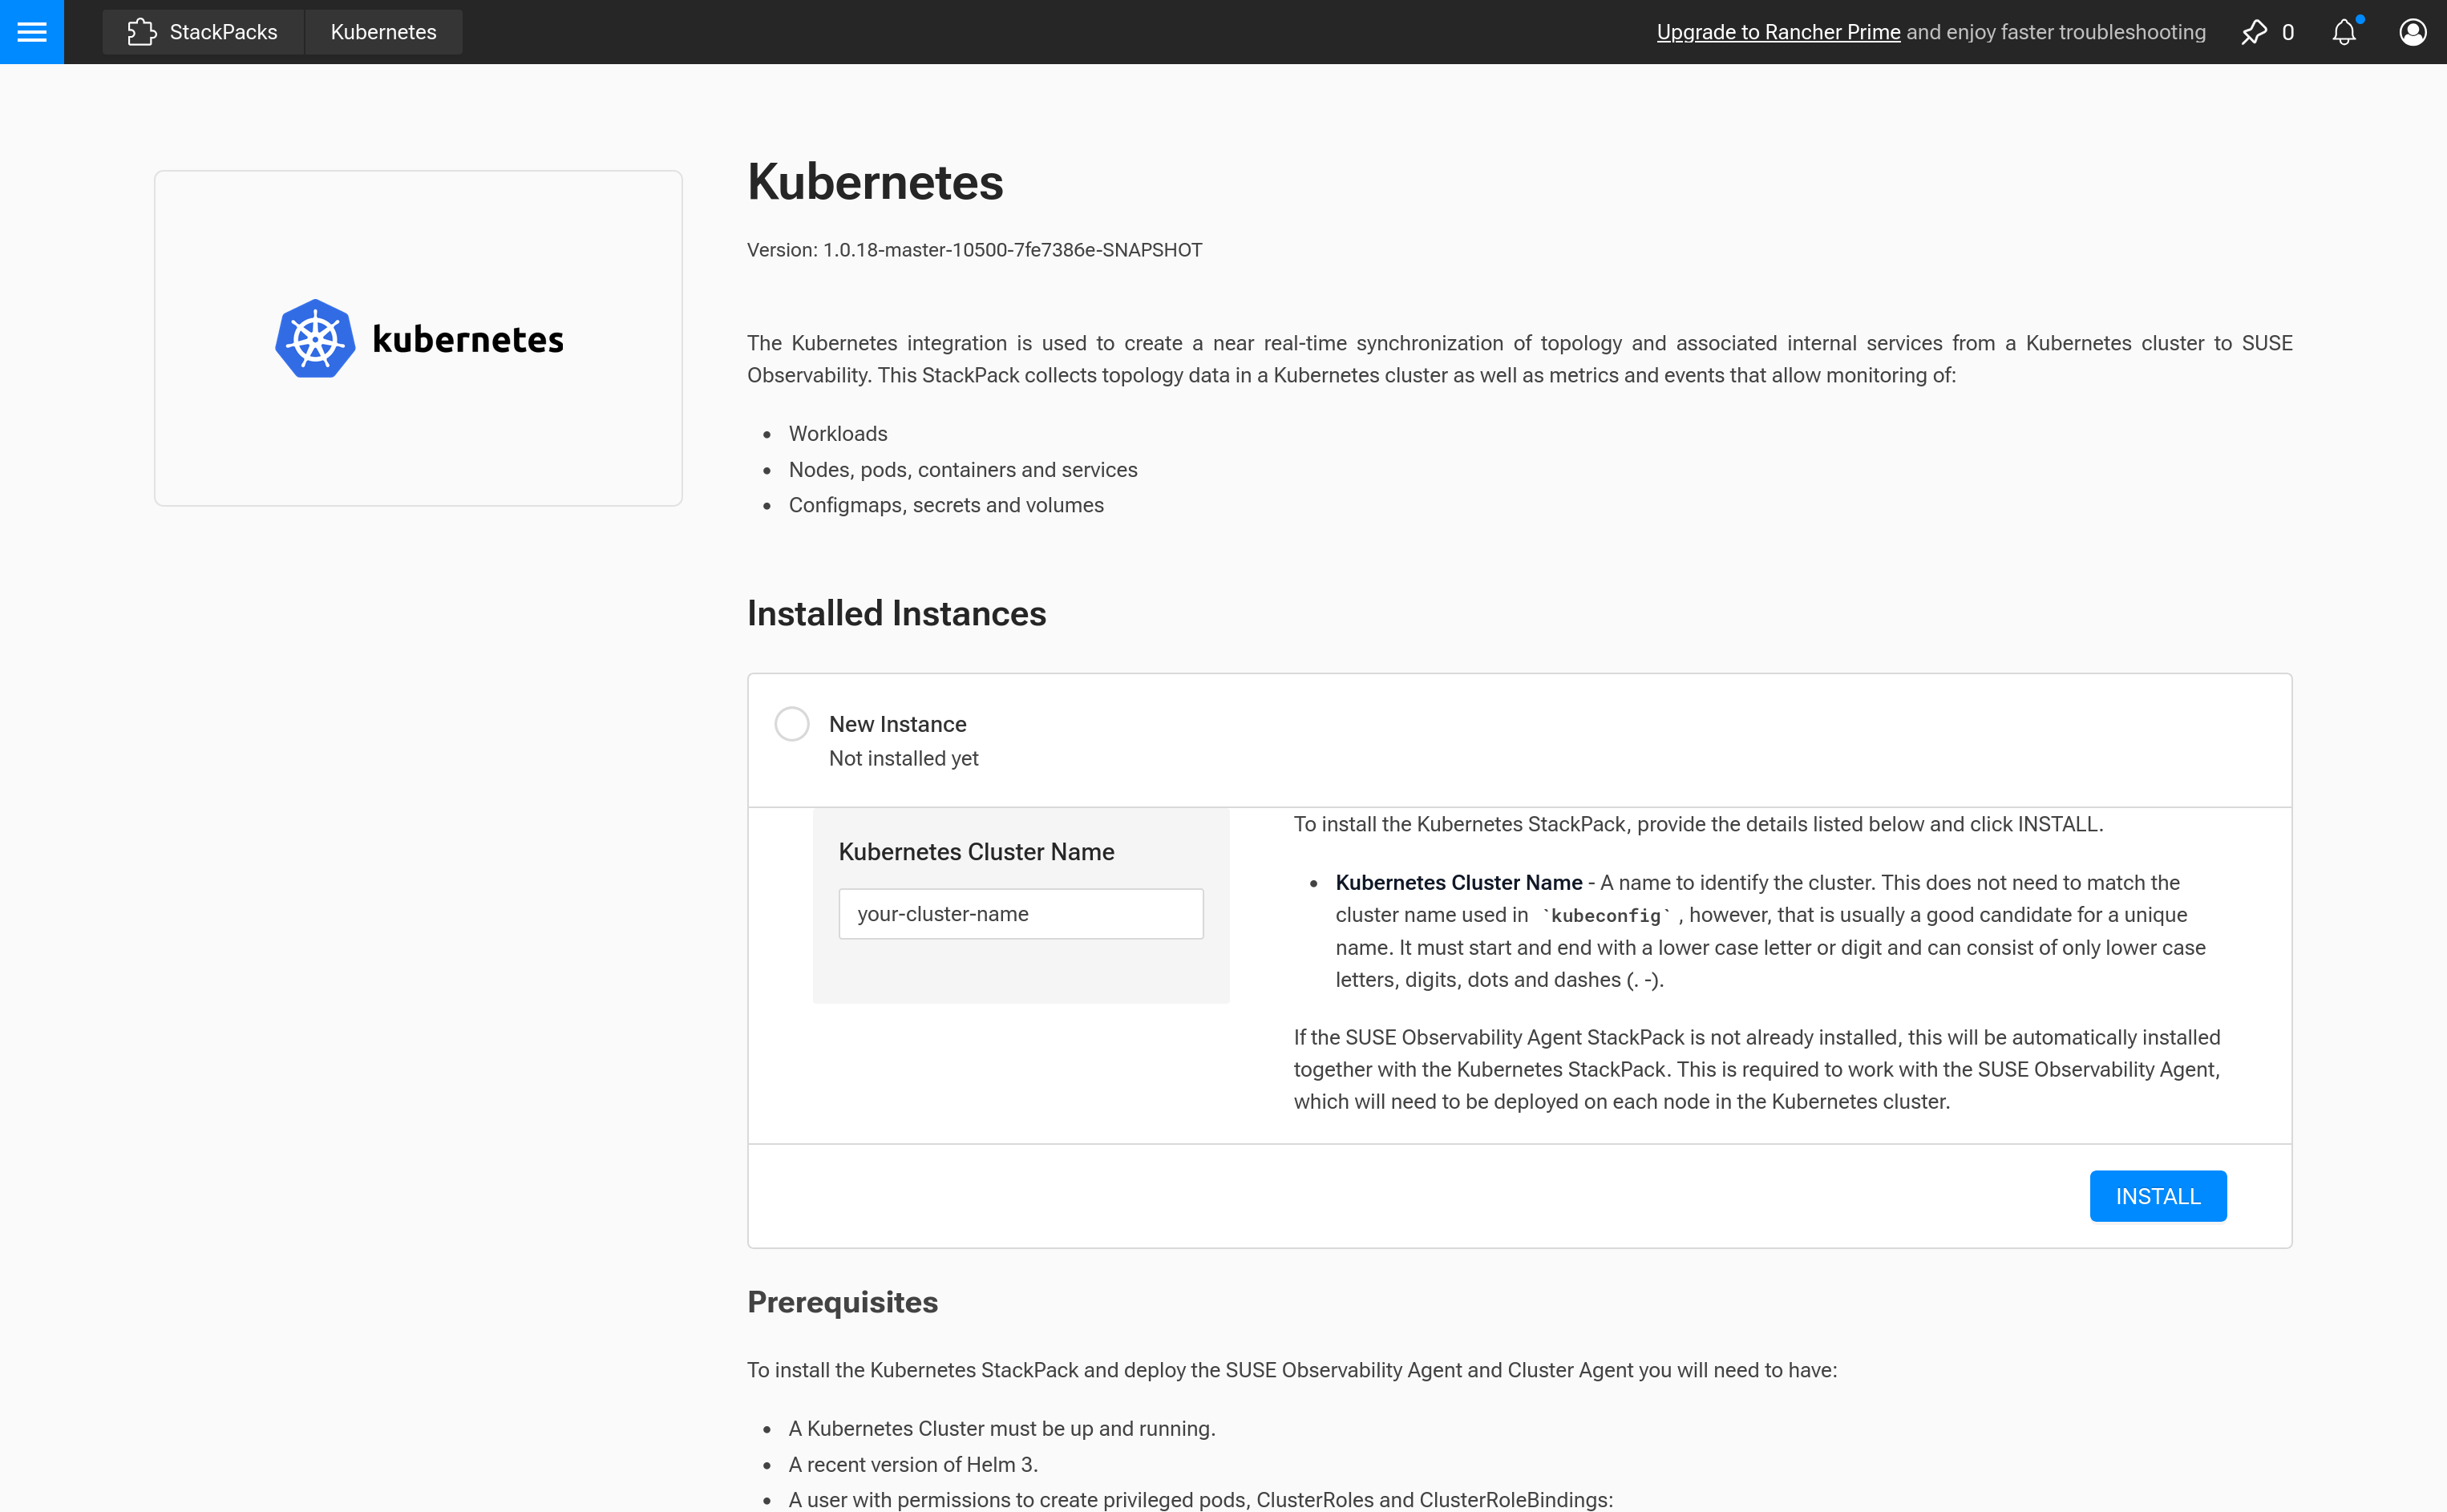 StackPacks Kubernetes Upgrade to Rancher Prime and enjoy faster troubleshooting 0
kubernetes
Kubernetes
Version: 1.0.18-master-10500-7fe7386e-SNAPSHOT
The Kubernetes integration is used to create a near real-time synchronization of topology and associated internal services from a Kubernetes cluster to SUSE
Observability. This StackPack collects topology data in a Kubernetes cluster as well as metrics and events that allow monitoring of:
• Workloads
• Nodes, pods, containers and services
• Configmaps, secrets and volumes
Installed Instances
New Instance
Not installed yet
Kubernetes Cluster Name
your-cluster-name
To install the Kubernetes StackPack, provide the details listed below and click INSTALL.
• Kubernetes Cluster Name - A name to identify the cluster. This does not need to match the
cluster name used in `kubeconfig` , however, that is usually a good candidate for a unique
name. It must start and end with a lower case letter or digit and can consist of only lower case
letters, digits, dots and dashes (. -).
If the SUSE Observability Agent StackPack is not already installed, this will be automatically installed
together with the Kubernetes StackPack. This is required to work with the SUSE Observability Agent,
which will need to be deployed on each node in the Kubernetes cluster.
INSTALL
Prerequisites
To install the Kubernetes StackPack and deploy the SUSE Observability Agent and Cluster Agent you will need to have:
• A Kubernetes Cluster must be up and running.
• A recent version of Helm 3.
• A user with permissions to create privileged pods, ClusterRoles and ClusterRoleBindings: